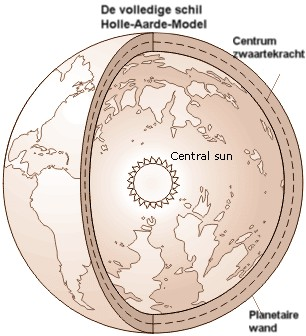 De volledige schil
Holle-Aarde-Model
Centrum
zwaartekracht
Central sun
Planetaire
wand